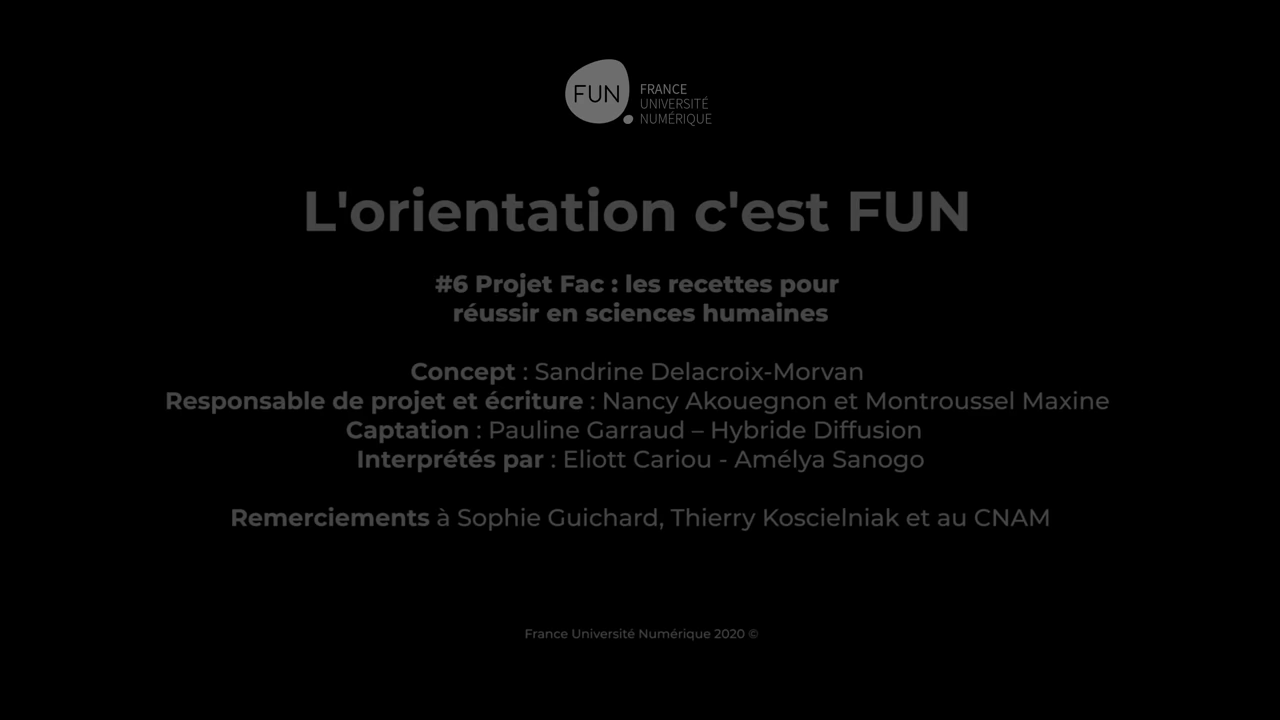 FUN
FRANCE
UNIVERSITÉ
NUMÉRIQUE
L'orientation c'est FUN
#6 Projet Fac : les recettes pour
réussir en sciences humaines
Concept : Sandrine Delacroix-Morvan
Responsable de projet et écriture : Nancy Akouegnon et Montroussel Maxine
Captation : Pauline Garraud – Hybride Diffusion
Interprétés par : Eliott Cariou - Amélya Sanogo
Remerciements à Sophie Guichard, Thierry Koscielniak et au CNAM
France Université Numérique 2020 ©